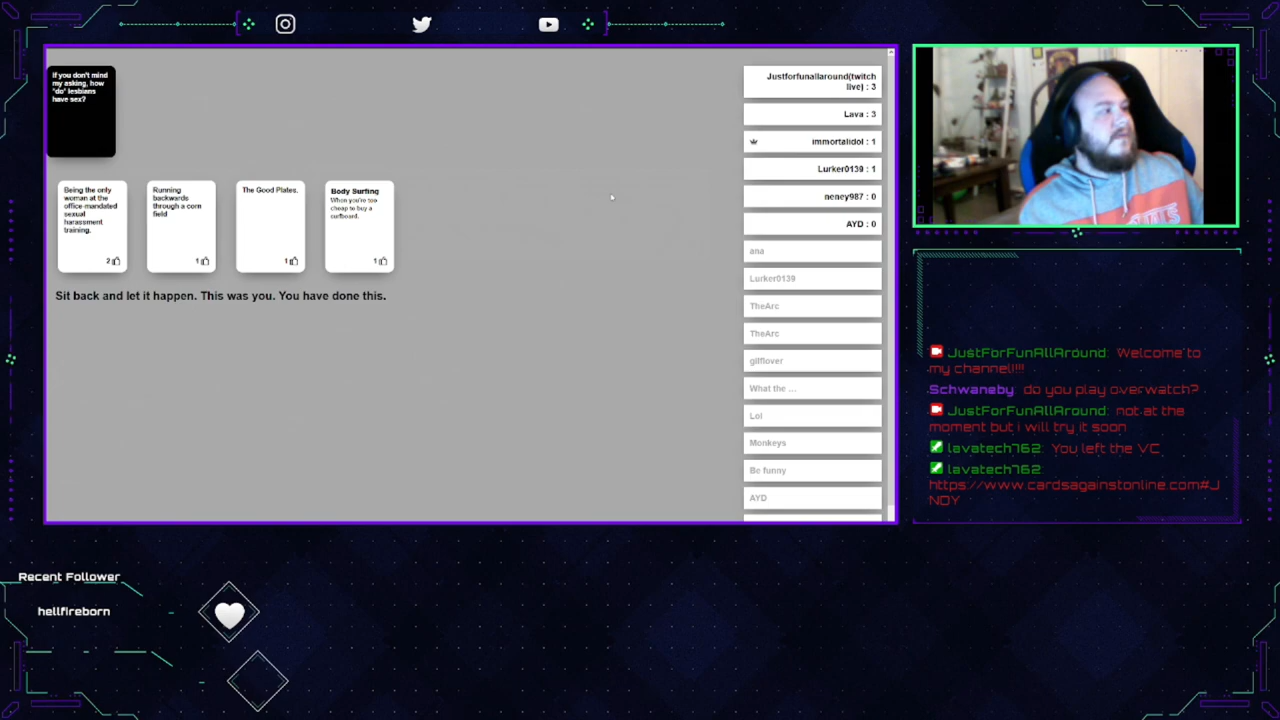 If you don't mind
my asking, how
"do" lesbians
have sex?
Being the only
woman at the
office-mandated
sexual
harassment
training.
2
Running
backwards
through a corn
field
1
The Good Plates.
1
Body Surfing
When you're too
cheap to buy a
surfboard.
1
Sit back and let it happen. This was you. You have done this.
Justforfunallaround(twitch
live) : 3
Lava : 3
immortalidol : 1
Lurker0139 : 1
neney987 : 0
AYD : 0
ana
Lurker0139
TheArc
TheArc
gilflover
What the ...
Lol
Monkeys
Be funny
AYD
JustForFunAllAround: Welcome to
my channel!!!
Schwaneby: do you play overwatch?
JustForFunAllAround: not at the
moment but i will try it soon
lavatech762: You left the VC
lavatech762:
https://www.cardsagainstonline.com#J
NDY
Recent Follower
hellfireborn